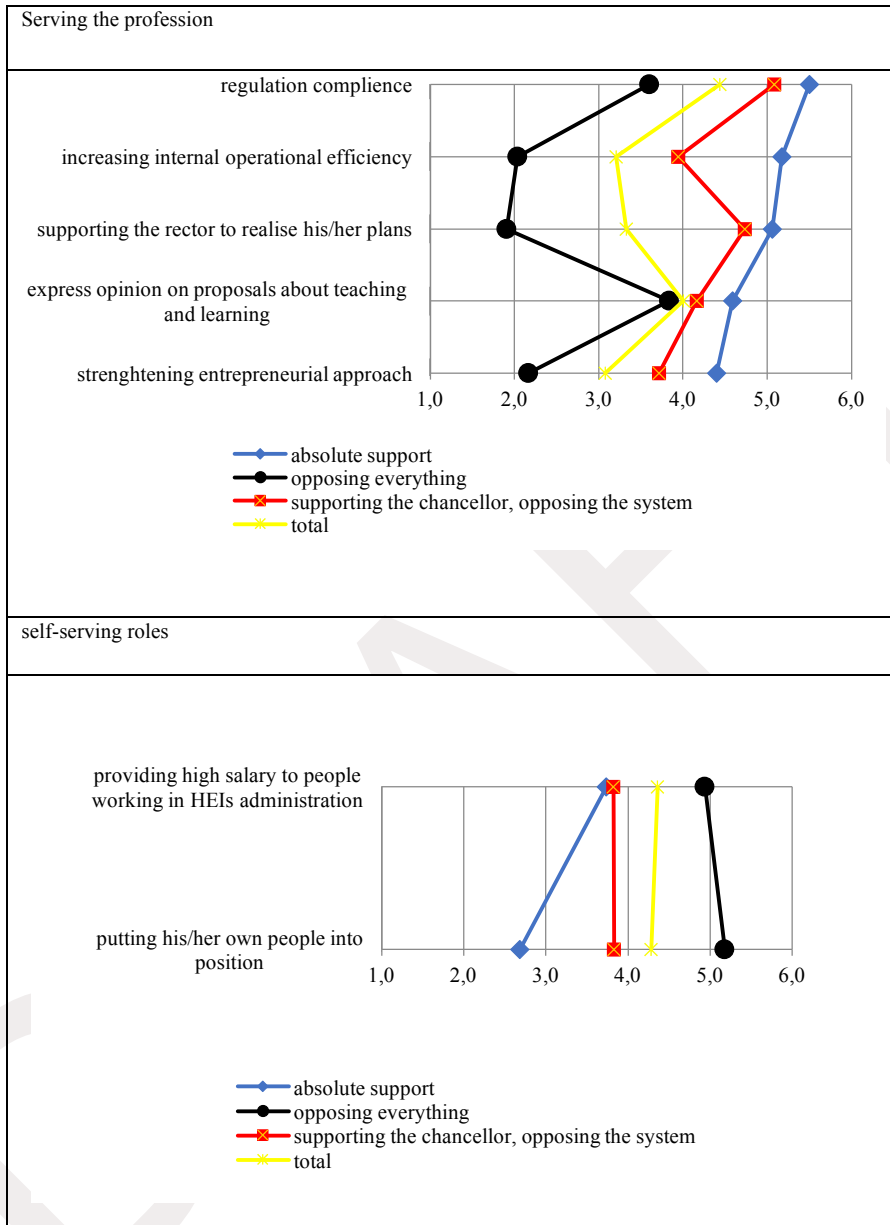 Serving the profession
regulation complience
increasing internal operational efficiency
supporting the rector to realise his/her plans
express opinion on proposals about teaching
and learning
strenghtening entrepreneurial approach
1,0 2,0 3,0 4,0 5,0 6,0
absolute support
opposing everything
supporting the chancellor, opposing the system
total
self-serving roles
providing high salary to people
working in HEIs administration
putting his/her own people into
position
1,0 2,0 3,0 4,0 5,0 6,0
absolute support
opposing everything
supporting the chancellor, opposing the system
total